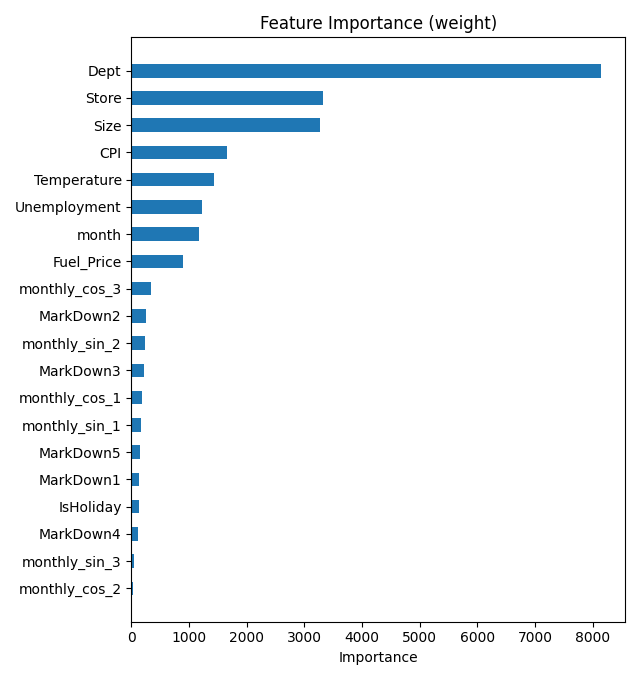 Feature Importance (weight)
Dept
Store
Size
CPI
Temperature
Unemployment
month
Fuel_Price
monthly_cos_3
MarkDown2
monthly_sin_2
MarkDown3
monthly_cos_1
monthly_sin_1
MarkDown5
MarkDown1
IsHoliday
MarkDown4
monthly_sin_3
monthly_cos_2
0 1000 2000 3000 4000 5000 6000 7000 8000
Importance